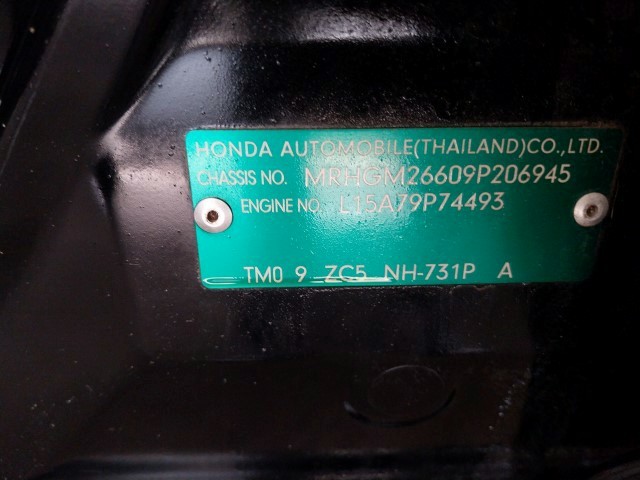 HONDA AUTOMOBILE(THAILAND)CO.,LTD.
CHASSIS NO. MRHGM26609P206945
ENGINE NO. L15A79P74493
TM0 9 ZC5 NH-731P A